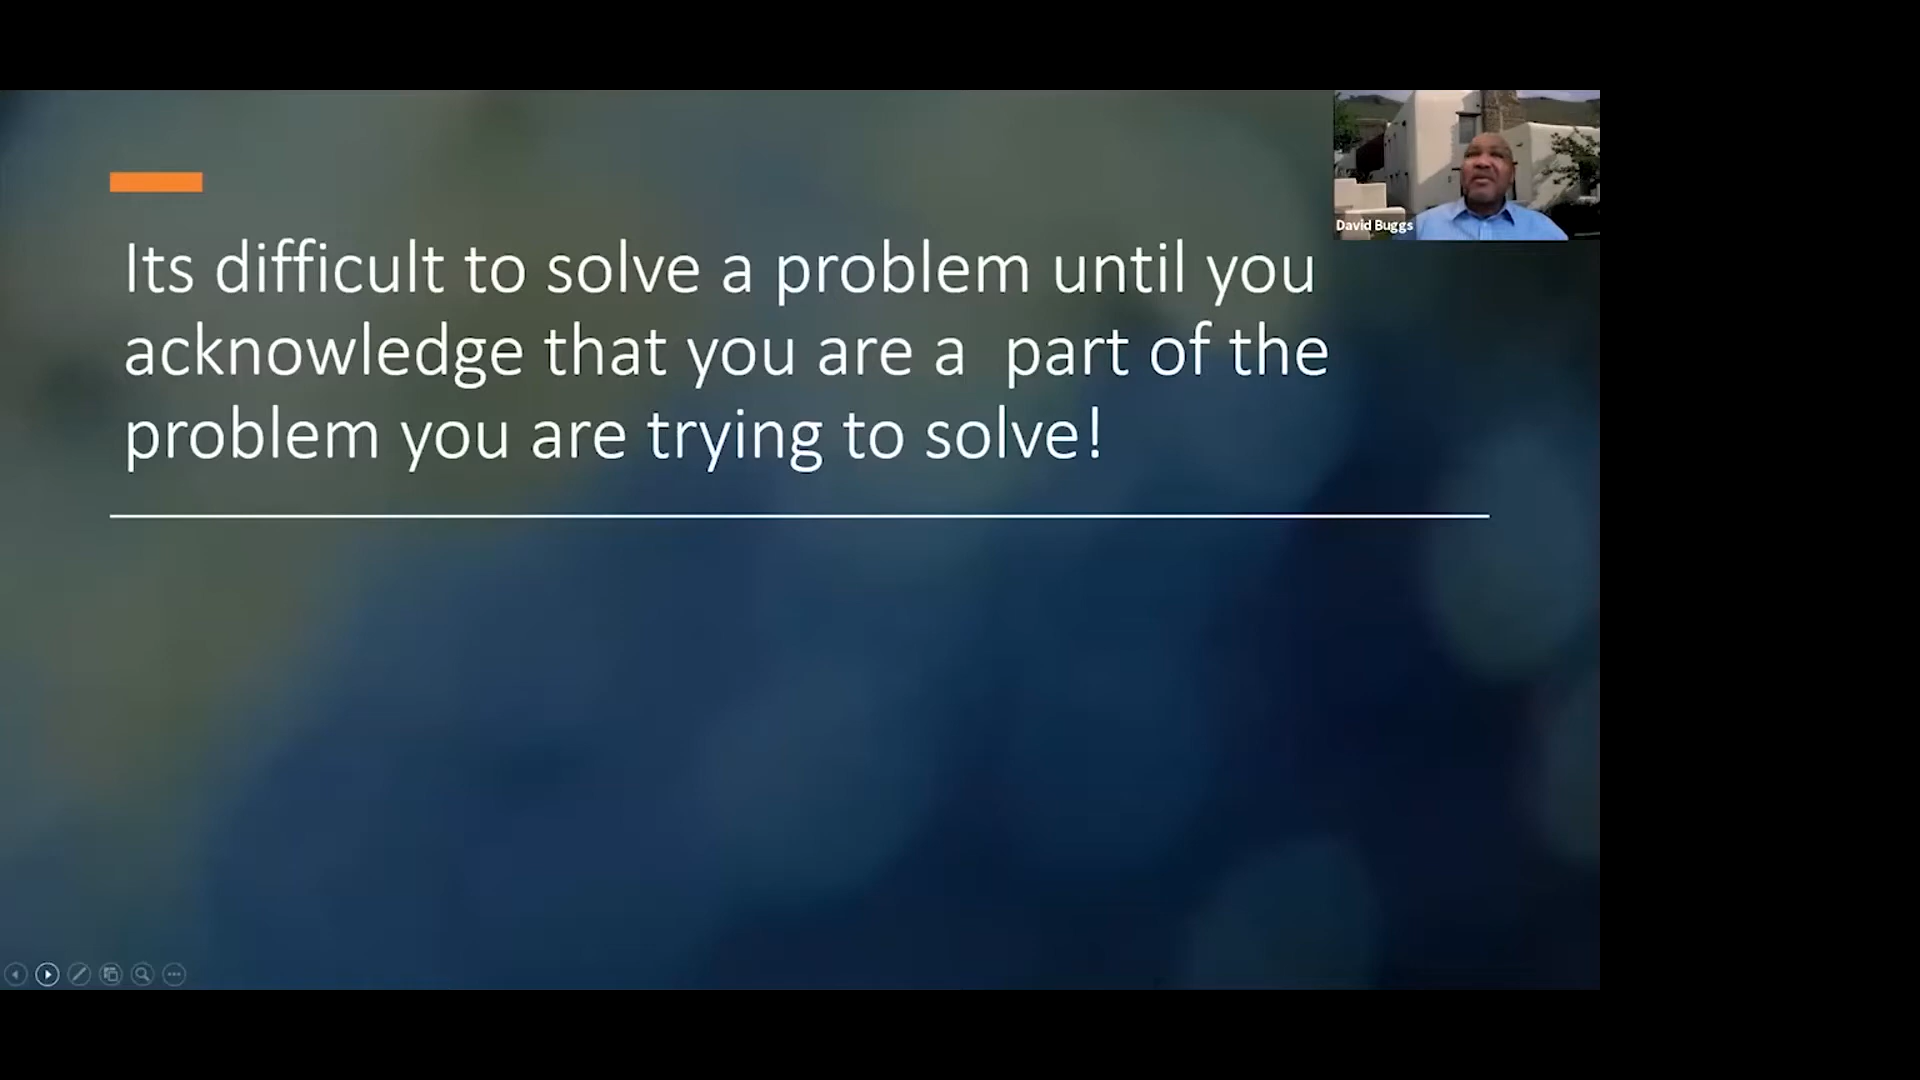 David Buggs
Its difficult to solve a problem until you
acknowledge that you are a  part of the
problem you are trying to solve!